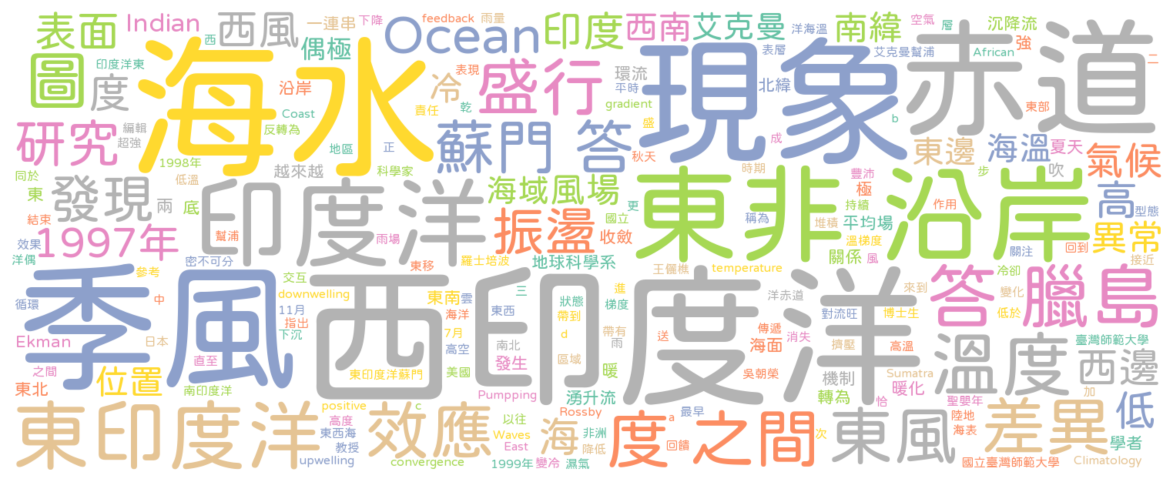 表面 Indian 西風 一連串 下降 feedback 雨量 Ocean 印度 西南 艾克曼 南緯 空氣 層 沉降流 強
圖 度 印度洋東 西 偶極 表現 洋海溫 表層 艾克曼幫浦 African 二
海水 沿岸 冷 盛行 環流 平時 責任 乾 gradient 北緯 現象 赤道 東部
研究 編輯 超強 Coast 反轉為 地區 正 蘇門答 盛 成 b 東邊 海溫 夏天 氣候
1998年 低溫 越來越 科學家 秋天 時期 豐沛 步 吹
同於 東 發現 兩 底 印度洋 海域風場 更 東非沿岸 極 持續 作用 高 型態
結束 1997年 幫浦 雨場 振盪 收斂 國立 堆積 平均場 稱為 溫梯度 關係 風 關注 回到 異常
效果 洋偶 密不可分 東移 羅士培波 地球科學系 王儷樵 temperature 接近
參考 交互 downwelling 三 進 洋赤道 來到 冷卻 變化
季風 循環 中 11月 指出 下沉 東南 雲 海洋 東西 狀態 帶到 梯度 西印度洋 對流旺 博士生 低於 答臘島
Ekman 日本 7月 高空 南北 d 帶有 雨 送 傳遞 海面 消失 擠壓 高溫 臺灣師範大學
之間 直至 東北 位置 南印度洋 東印度洋蘇門 美國 發生 區域 暖 吳朝榮 機制 Sumatra 暖化 溫度 西邊
positive c Pumpping 湧升流 轉為 恰 聖嬰年 加
東印度洋 高度 東西海 教授 效應 以往 Waves East Rossby 非洲 降低 海 度之間 a 回饋 最早 次 東風 陸地 海表 差異 低 學者
upwelling convergence 1999年 變冷 濕氣 國立臺灣師範大學 Climatology